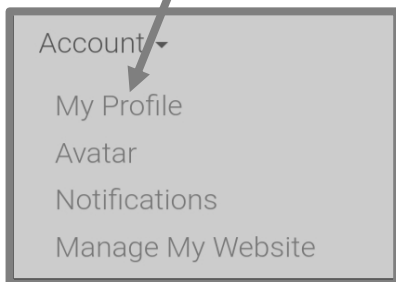 Account
My Profile
Avatar
Notifications
Manage My Website